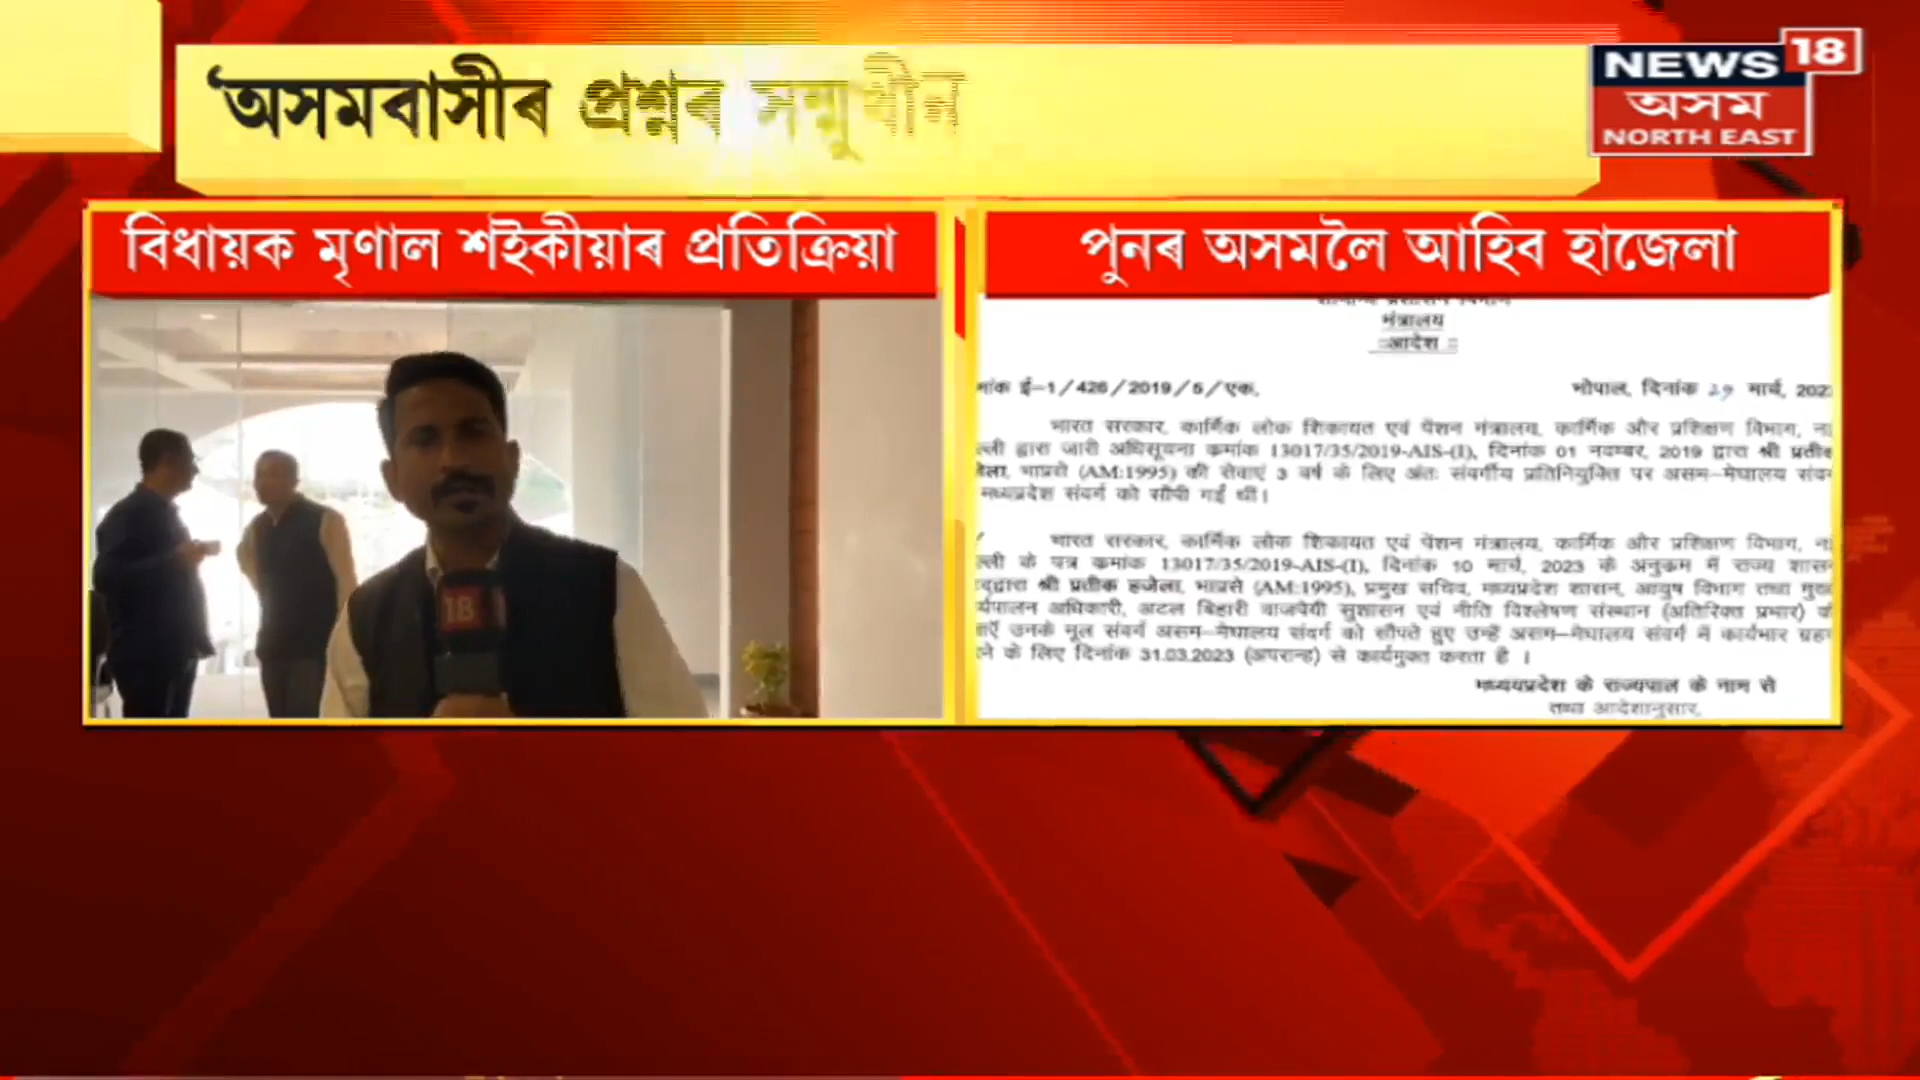 ‘অসমবাসীৰ প্ৰশ্নৰ সন্মুখীন
NEWS 18
অসম
NORTH EAST
বিধায়ক মৃণাল শইকীয়াৰ প্ৰতিক্ৰিয়া
পুনৰ অসমলৈ আহিব হাজেলা
18
मंत्रालय
::आदेश ::
ई-1/426/2019/5/एक,
भोपाल, दिनांक 29 मार्च, 202
भारत सरकार, कार्मिक लोक शिकायत एवं पेंशन मंत्रालय, कार्मिक और प्रशिक्षण विभाग,
द्वारा जारी अधिसूचना कमांक 13017/35/2019-AIS-(I), दिनांक 01 नवम्बर, 2019 द्वारा श्री
भाप्रसे (AM:1995) की सेवाएं 3 वर्ष के लिए अंतः संवर्गीय प्रतिनियुक्ति पर असम-मेघालय
मध्यप्रदेश संवर्ग को सौंपी गईं थीं।
भारत सरकार, कार्मिक लोक शिकायत एवं पेंशन मंत्रालय, कार्मिक और प्रशिक्षण विभाग,
के पत्र कमांक 13017/35/2019-AIS-(I), दिनांक 10 मार्च, 2023 के अनुक्रम में राज्य
श्री प्रतीक हजेला, भाप्रसे (AM:1995), प्रमुख सचिव, मध्यप्रदेश शासन, आयुष विभाग तथा
अधिकारी, अटल बिहारी वाजपेयी सुशासन एवं नीति विश्लेषण संस्थान (अतिरिक्त प्रभार)
उनके मूल संवर्ग असम-मेघालय संवर्ग को सौंपते हुए उन्हें असम-मेघालय संवर्ग में कार्यभार
के लिए दिनांक 31.03.2023 (अपरान्ह) से कार्यमुक्त करता है ।
मध्यप्रदेश के राज्यपाल के नाम से
तथा आदेशानुसार,